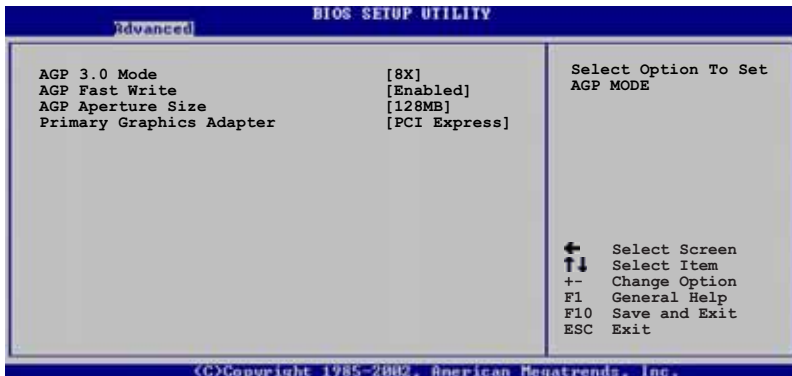 BIOS SETUP UTILITY
Advanced
AGP 3.0 Mode [8X]
AGP Fast Write [Enabled]
AGP Aperture Size [128MB]
Primary Graphics Adapter [PCI Express]
Select Option To Set
AGP MODE
← Select Screen
↑↓ Select Item
+- Change Option
F1 General Help
F10 Save and Exit
ESC Exit
(C)Copyright 1985-2002, American Megatrends, Inc.